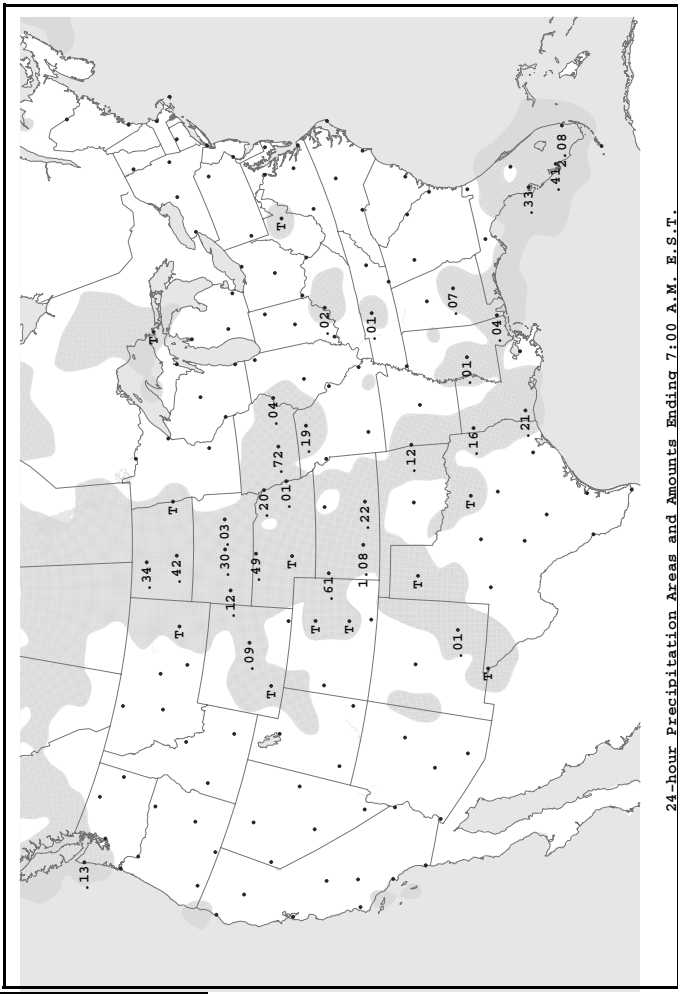 .13
.34
T
.42
T
T
.30 .03
.12
.09
.49
.20
T
.04
.72
T
.01
T
.19
T
.02
.61
T
1.08 .22
.01
.12
T
.07
.01
.01
T
.16
T
.04
.21
.33
.41
2.08
24-hour Precipitation Areas and Amounts Ending 7:00 A.M. E.S.T.